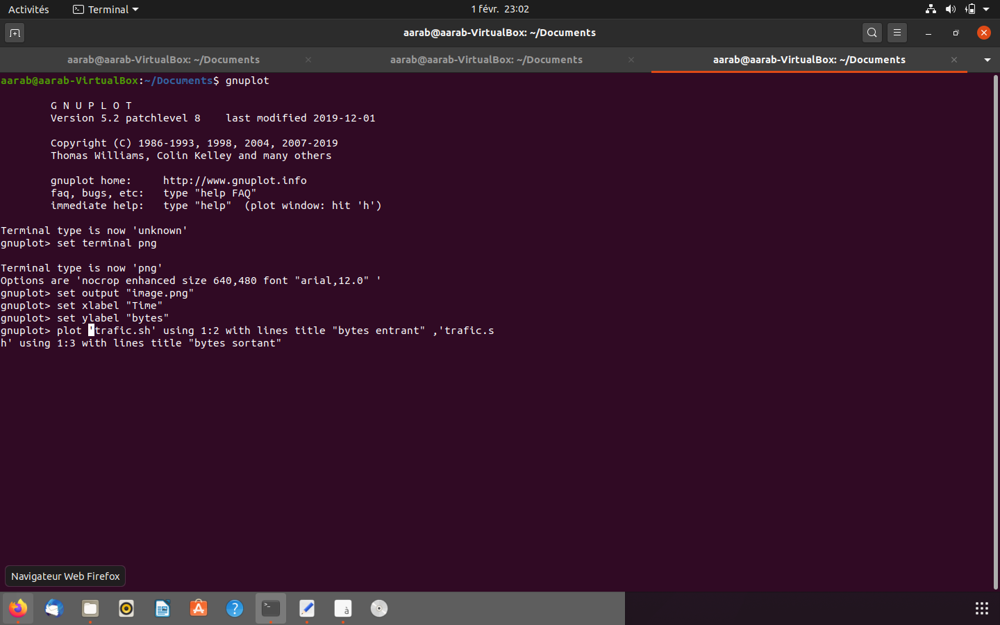 Activités
Terminal
1 févr. 23:02
aarab@aarab-VirtualBox: ~/Documents
aarab@aarab-VirtualBox: ~/Documents
aarab@aarab-VirtualBox: ~/Documents
aarab@aarab-VirtualBox: ~/Documents
aarab@aarab-VirtualBox:~/Documents$ gnuplot
G N U P L O T
Version 5.2 patchlevel 8    last modified 2019-12-01
Copyright (C) 1986-1993, 1998, 2004, 2007-2019
Thomas Williams, Colin Kelley and many others
gnuplot home:     http://www.gnuplot.info
faq, bugs, etc:   type "help FAQ"
immediate help:   type "help"  (plot window: hit 'h')
Terminal type is now 'unknown'
gnuplot> set terminal png
Terminal type is now 'png'
Options are 'nocrop enhanced size 640,480 font "arial,12.0" '
gnuplot> set output "image.png"
gnuplot> set xlabel "Time"
gnuplot> set ylabel "bytes"
gnuplot> plot 'trafic.sh' using 1:2 with lines title "bytes entrant" ,'trafic.s
h' using 1:3 with lines title "bytes sortant"
Navigateur Web Firefox